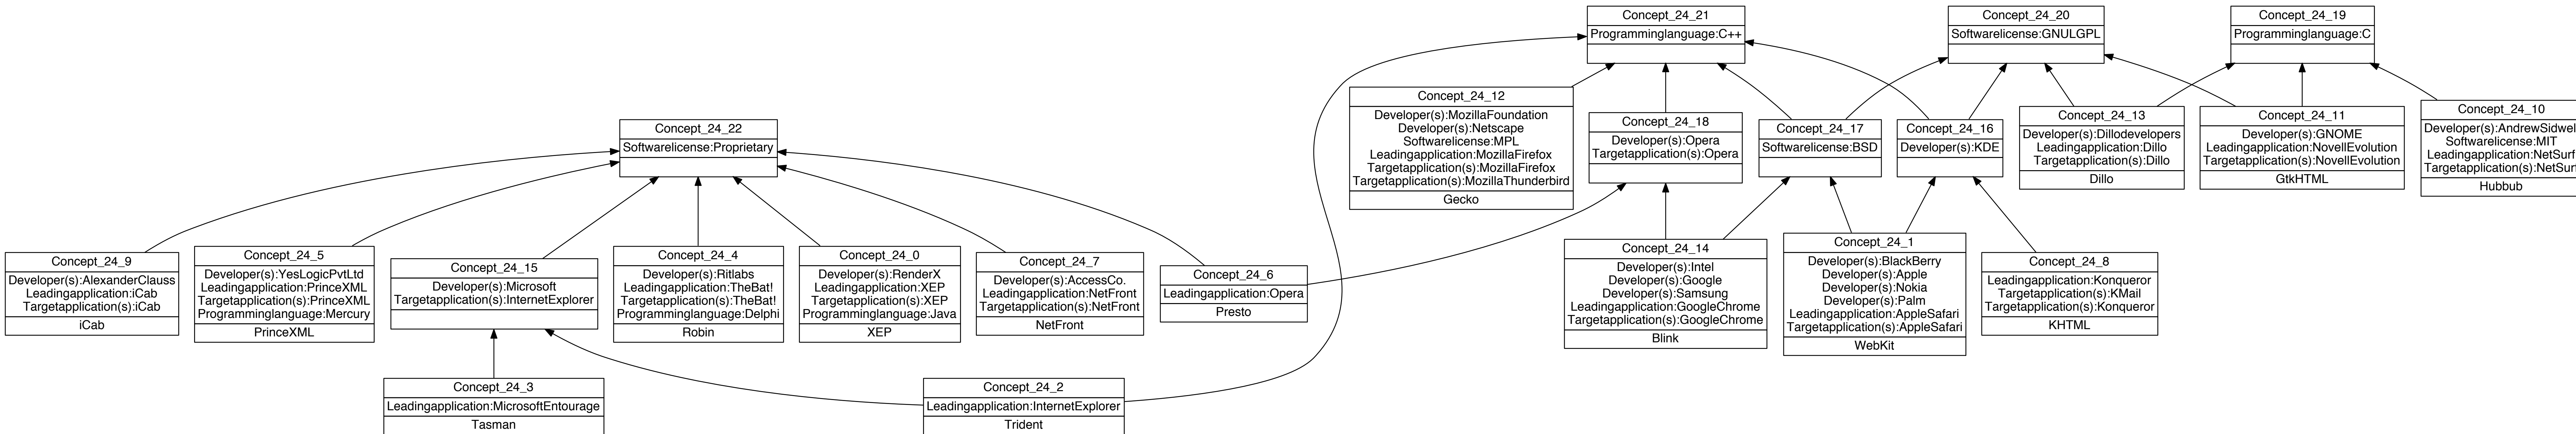 Concept_24_21
Programminglanguage:C++
Concept_24_20
Softwarelicense:GNULGPL
Concept_24_19
Programminglanguage:C
Concept_24_12
Developer(s):MozillaFoundation
Developer(s):Netscape
Softwarelicense:MPL
Leadingapplication:MozillaFirefox
Targetapplication(s):MozillaFirefox
Targetapplication(s):MozillaThunderbird
Gecko
Concept_24_18
Developer(s):Opera
Targetapplication(s):Opera
Concept_24_17
Softwarelicense:BSD
Concept_24_16
Developer(s):KDE
Concept_24_13
Developer(s):Dillodevelopers
Leadingapplication:Dillo
Targetapplication(s):Dillo
Dillo
Concept_24_11
Developer(s):GNOME
Leadingapplication:NovellEvolution
Targetapplication(s):NovellEvolution
GtkHTML
Concept_24_10
Developer(s):AndrewSidwel
Softwarelicense:MIT
Leadingapplication:NetSurf
Targetapplication(s):NetSurf
Hubbub
Concept_24_22
Softwarelicense:Proprietary
Concept_24_9
Developer(s):AlexanderClauss
Leadingapplication:iCab
Targetapplication(s):iCab
iCab
Concept_24_5
Developer(s):YesLogicPvtLtd
Leadingapplication:PrinceXML
Targetapplication(s):PrinceXML
Programminglanguage:Mercury
PrinceXML
Concept_24_15
Developer(s):Microsoft
Targetapplication(s):InternetExplorer
Concept_24_4
Developer(s):Ritlabs
Leadingapplication:TheBat!
Targetapplication(s):TheBat!
Programminglanguage:Delphi
Robin
Concept_24_0
Developer(s):RenderX
Leadingapplication:XEP
Targetapplication(s):XEP
Programminglanguage:Java
XEP
Concept_24_7
Developer(s):AccessCo.
Leadingapplication:NetFront
Targetapplication(s):NetFront
NetFront
Concept_24_6
Leadingapplication:Opera
Presto
Concept_24_14
Developer(s):Intel
Developer(s):Google
Developer(s):Samsung
Leadingapplication:GoogleChrome
Targetapplication(s):GoogleChrome
Blink
Concept_24_1
Developer(s):BlackBerry
Developer(s):Apple
Developer(s):Nokia
Developer(s):Palm
Leadingapplication:AppleSafari
Targetapplication(s):AppleSafari
WebKit
Concept_24_8
Leadingapplication:Konqueror
Targetapplication(s):KMail
Targetapplication(s):Konqueror
KHTML
Concept_24_3
Leadingapplication:MicrosoftEntourage
Tasman
Concept_24_2
Leadingapplication:InternetExplorer
Trident